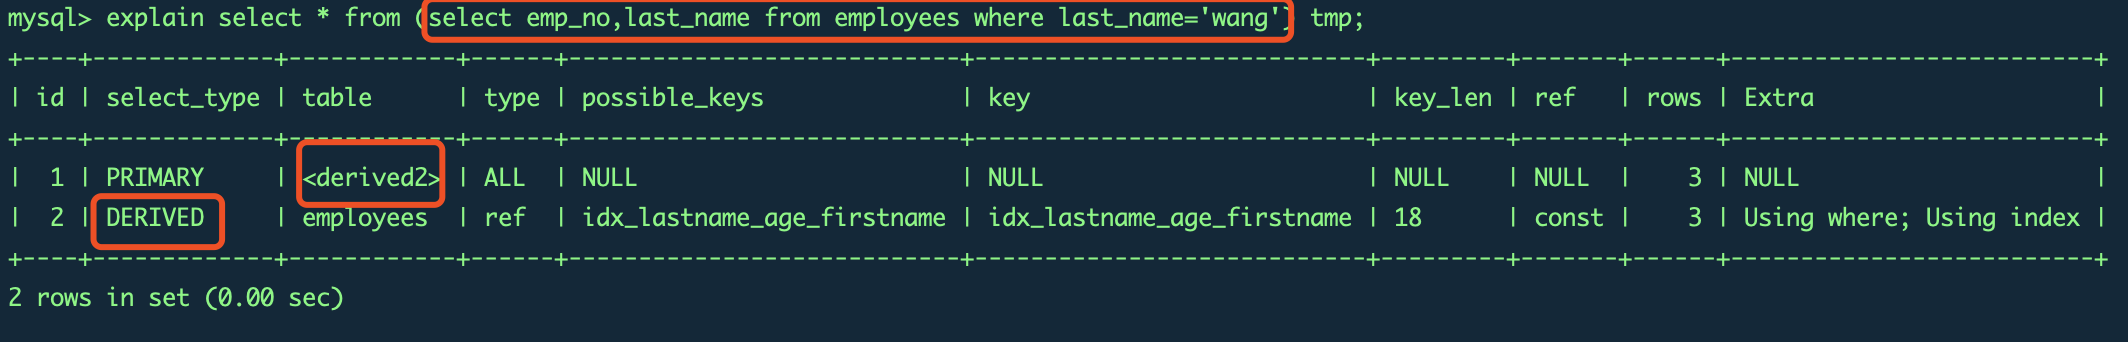 mysql> explain select * from (select emp_no,last_name from employees where last_name='wang') tmp;
+----+-------------+-----------+------+-------------------------+-------------------------+---------+-------+------+--------------------------+
| id | select_type | table     | type | possible_keys           | key                     | key_len | ref   | rows | Extra                    |
+----+-------------+-----------+------+-------------------------+-------------------------+---------+-------+------+--------------------------+
|  1 | PRIMARY     | <derived2> | ALL  | NULL                    | NULL                    | NULL    | NULL  |    3 | NULL                     |
|  2 | DERIVED     | employees | ref  | idx_lastname_age_firstname | idx_lastname_age_firstname | 18      | const |    3 | Using where; Using index |
+----+-------------+-----------+------+-------------------------+-------------------------+---------+-------+------+--------------------------+
2 rows in set (0.00 sec)